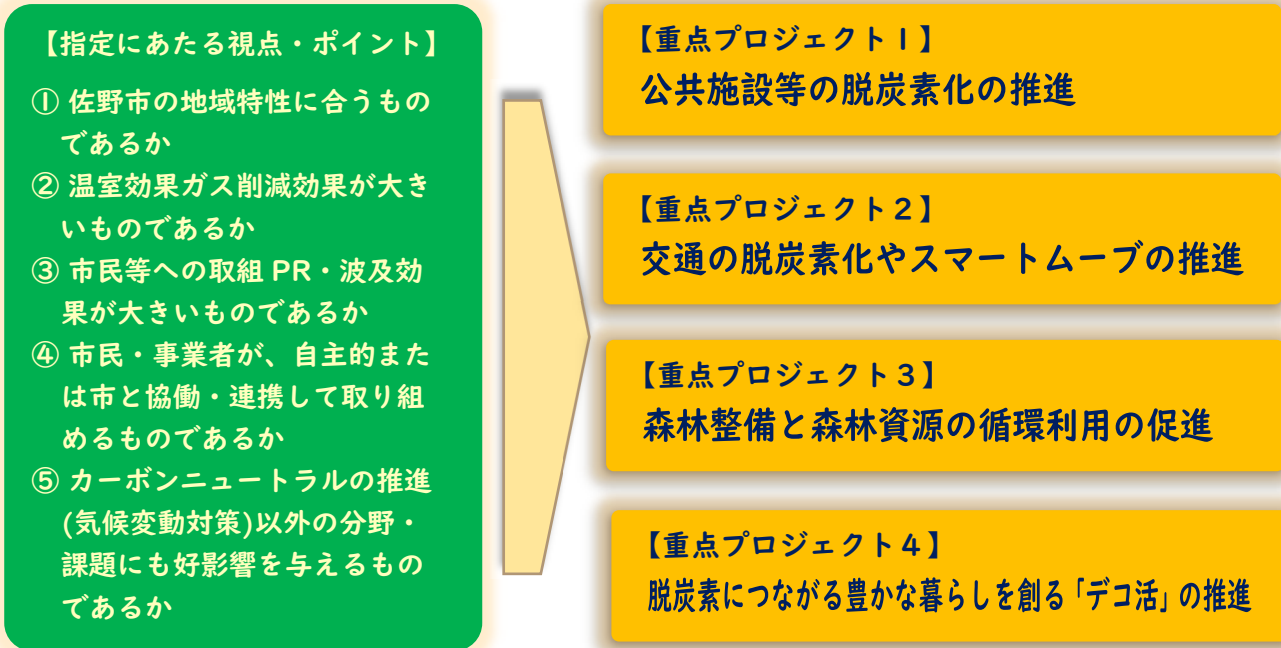 【指定にあたる視点・ポイント】
① 佐野市の地域特性に合うもの
であるか
② 温室効果ガス削減効果が大き
いものであるか
③ 市民等への取組 PR・波及効
果が大きいものであるか
④ 市民・事業者が、自主的また
は市と協働・連携して取り組
めるものであるか
⑤ カーボンニュートラルの推進
(気候変動対策)以外の分野・
課題にも好影響を与えるもの
であるか
【重点プロジェクト１】
公共施設等の脱炭素化の推進
【重点プロジェクト２】
交通の脱炭素化やスマートムーブの推進
【重点プロジェクト３】
森林整備と森林資源の循環利用の促進
【重点プロジェクト４】
脱炭素につながる豊かな暮らしを創る「デコ活」の推進